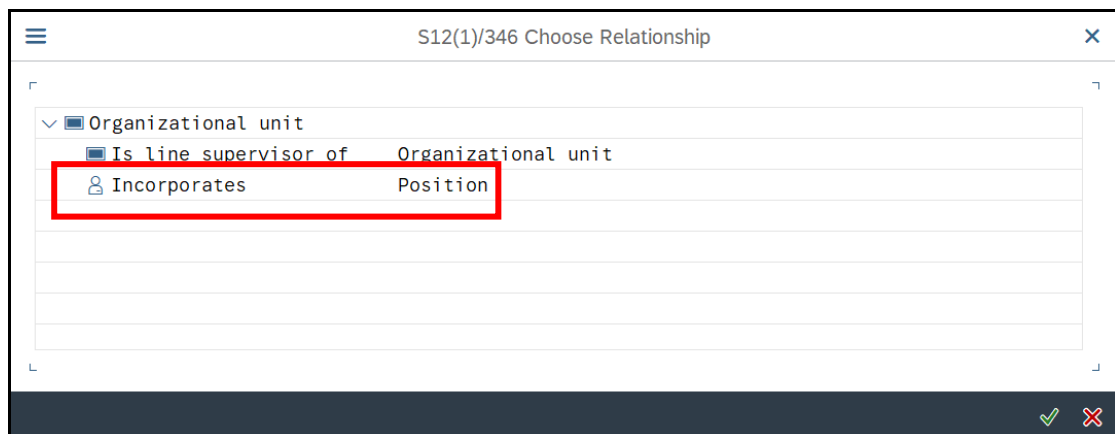 S12(1)/346 Choose Relationship
Organizational unit
Is line supervisor of Organizational unit
Incorporates Position